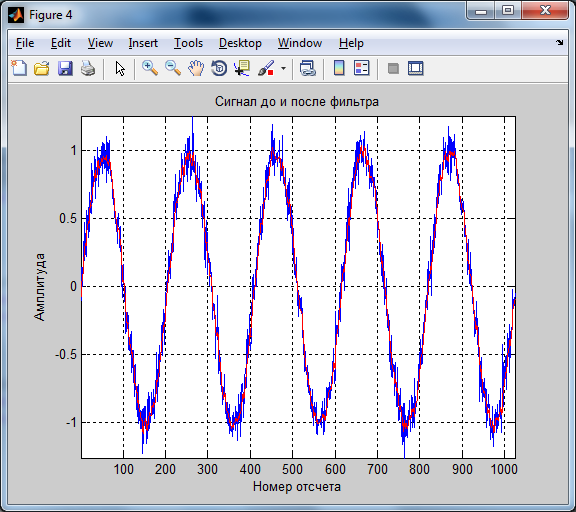 Figure 4
File Edit View Insert Tools Desktop Window Help
Сигнал до и после фильтра
Амплитуда
1
0.5
0
-0.5
-1
100 200 300 400 500 600 700 800 900 1000
Номер отсчета